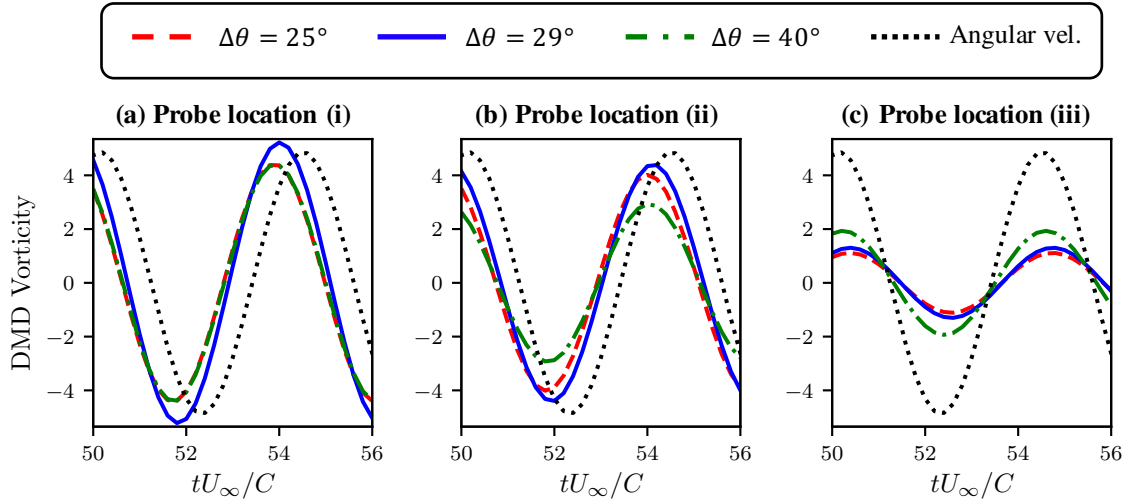 Δθ = 25°
Δθ = 29°
Δθ = 40°
Angular vel.
(a) Probe location (i)
(b) Probe location (ii)
(c) Probe location (iii)
DMD Vorticity
4
2
0
−2
−4
50 52 54 56
tU∞/C
4
2
0
−2
−4
50 52 54 56
tU∞/C
4
2
0
−2
−4
50 52 54 56
tU∞/C